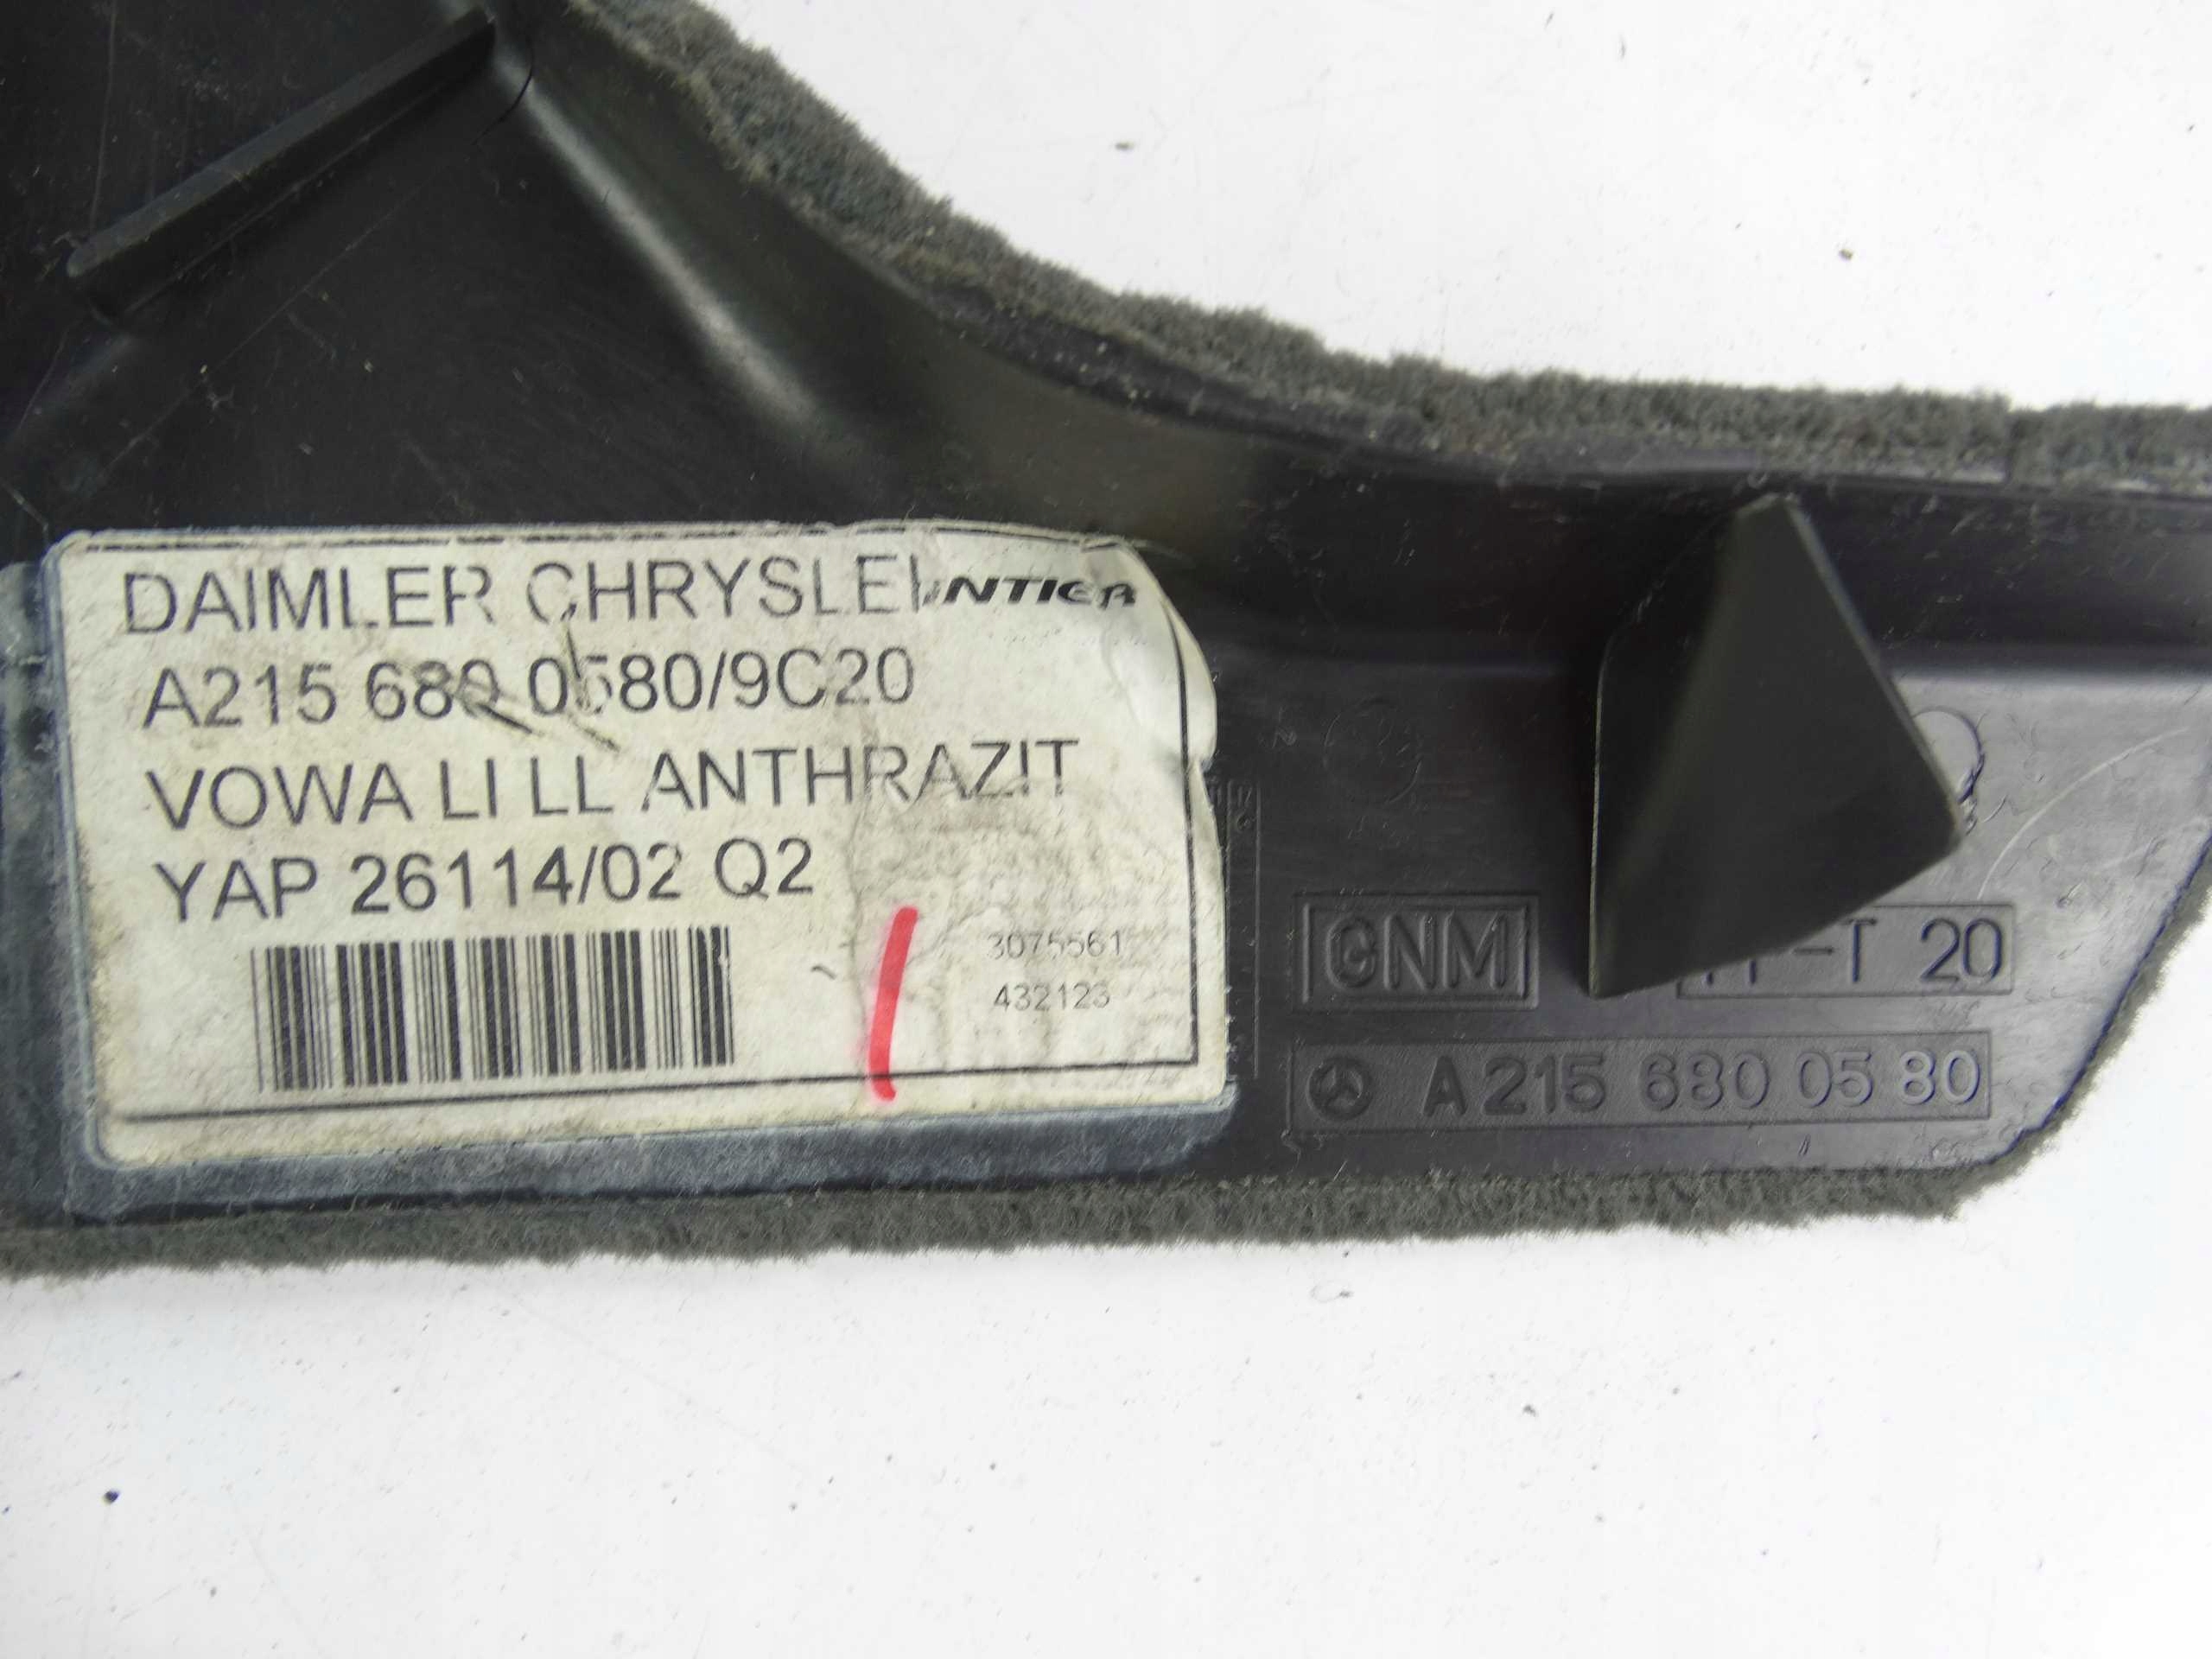 DAIMLER CHRYSLER
A215 680 0580/9C20
VOWA LI LL ANTHRAZIT
YAP 26114/02 Q2
3075561
432123
GNM
-T 20
A 215 680 05 80